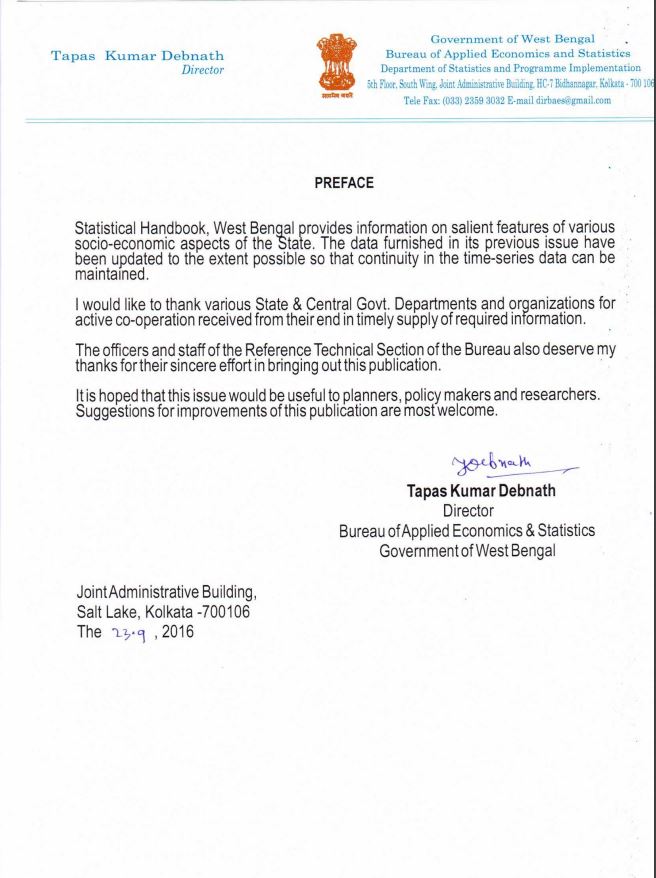 Tapas Kumar Debnath
Director
सत्यमेव जयते
Government of West Bengal
Bureau of Applied Economics and Statistics
Department of Statistics and Programme Implementation
5th Floor, South Wing, Joint Administrative Building, HC-7 Bidhannagar, Kolkata - 700 106
Tele Fax: (033) 2359 3032 E-mail dirbaes@gmail.com
PREFACE
Statistical Handbook, West Bengal provides information on salient features of various
socio-economic aspects of the State. The data furnished in its previous issue have
been updated to the extent possible so that continuity in the time-series data can be
maintained.
I would like to thank various State & Central Govt. Departments and organizations for
active co-operation received from their end in timely supply of required information.
The officers and staff of the Reference Technical Section of the Bureau also deserve my
thanks for their sincere effort in bringing out this publication.
It is hoped that this issue would be useful to planners, policy makers and researchers.
Suggestions for improvements of this publication are most welcome.
Tapas Kumar Debnath
Director
Bureau of Applied Economics & Statistics
Government of West Bengal
Joint Administrative Building,
Salt Lake, Kolkata -700106
The 23.9 , 2016